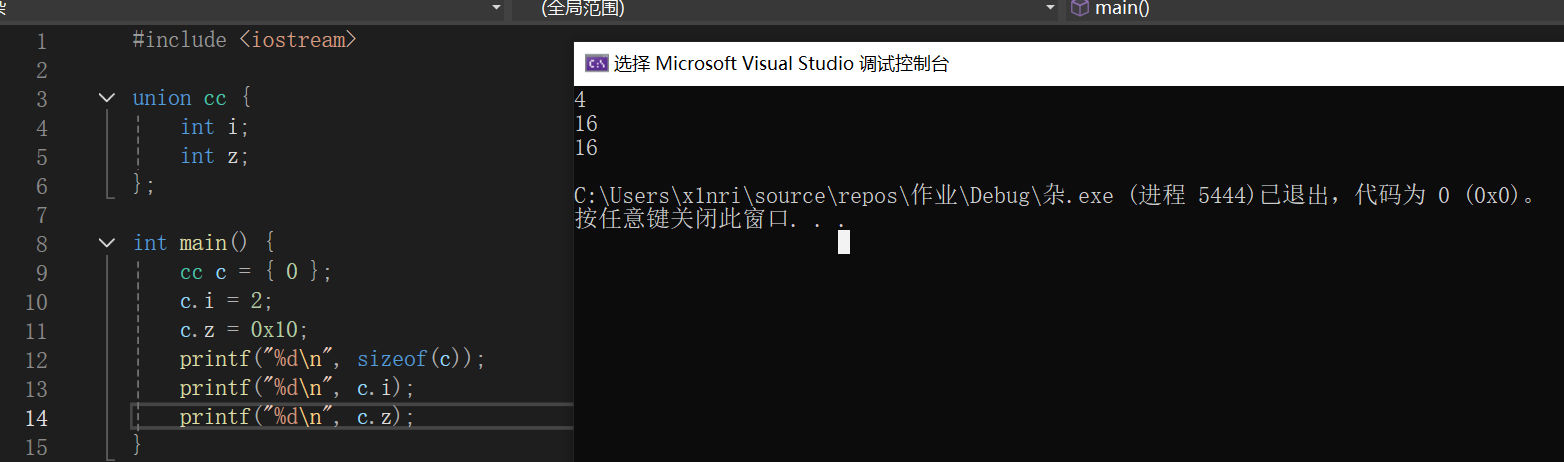 (全局范围) main()
1 #include <iostream>
2
3 union cc {
4 int i;
5 int z;
6 };
7
8 int main() {
9 cc c = { 0 };
10 c.i = 2;
11 c.z = 0x10;
12 printf("%d\n", sizeof(c));
13 printf("%d\n", c.i);
14 printf("%d\n", c.z);
15 }
选择 Microsoft Visual Studio 调试控制台
4
16
16
C:\Users\x1nri\source\repos\作业\Debug\杂.exe (进程 5444)已退出，代码为 0 (0x0)。
按任意键关闭此窗口. . .